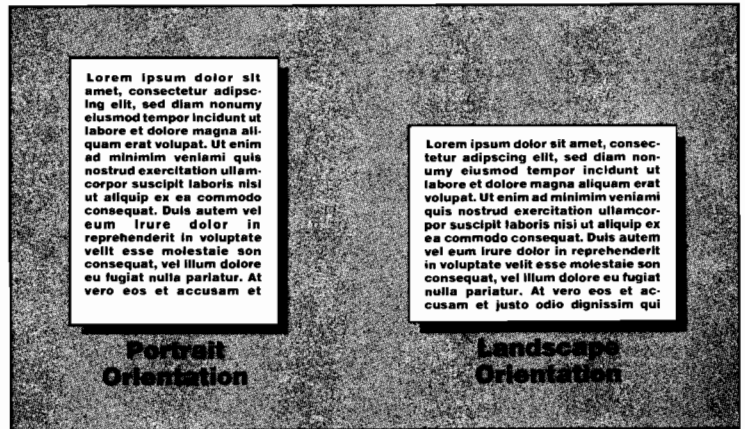 Lorem ipsum dolor sit
amet, consectetur adipsc-
ing elit, sed diam nonumy
eiusmod tempor incidunt ut
labore et dolore magna ali-
quam erat volupat. Ut enim
ad minimim veniami quis
nostrud exercitation ullam-
corpor suscipit laboris nisi
ut aliquip ex ea commodo
consequat. Duis autem vel
eum irure dolor in
reprehenderit in voluptate
velit esse molestaie son
consequat, vel illum dolore
eu fugiat nulla pariatur. At
vero eos et accusam et
Portrait
Orientation
Lorem ipsum dolor sit amet, consec-
tetur adipscing elit, sed diam non-
umy eiusmod tempor incidunt ut
labore et dolore magna aliquam erat
volupat. Ut enim ad minimim veniami
quis nostrud exercitation ullamcor-
por suscipit laboris nisi ut aliquip ex
ea commodo consequat. Duis autem
vel eum irure dolor in reprehenderit
in voluptate velit esse molestaie son
consequat, vel illum dolore eu fugiat
nulla pariatur. At vero eos et ac-
cusam et justo odio dignissim qui
Landscape
Orientation